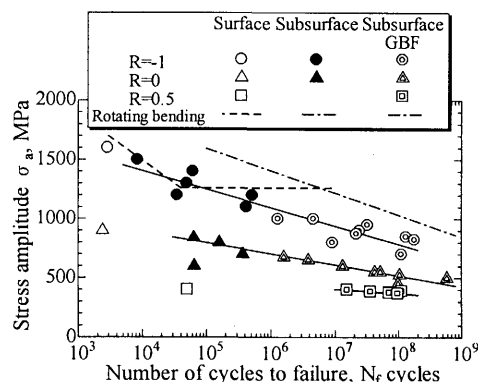 Surface Subsurface Subsurface
GBF
R=-1
R=0
R=0.5
Rotating bending
2000
1500
1000
500
0
Stress amplitude σa, MPa
10² 10³ 10⁴ 10⁵ 10⁶ 10⁷ 10⁸ 10⁹
Number of cycles to failure, Nf cycles